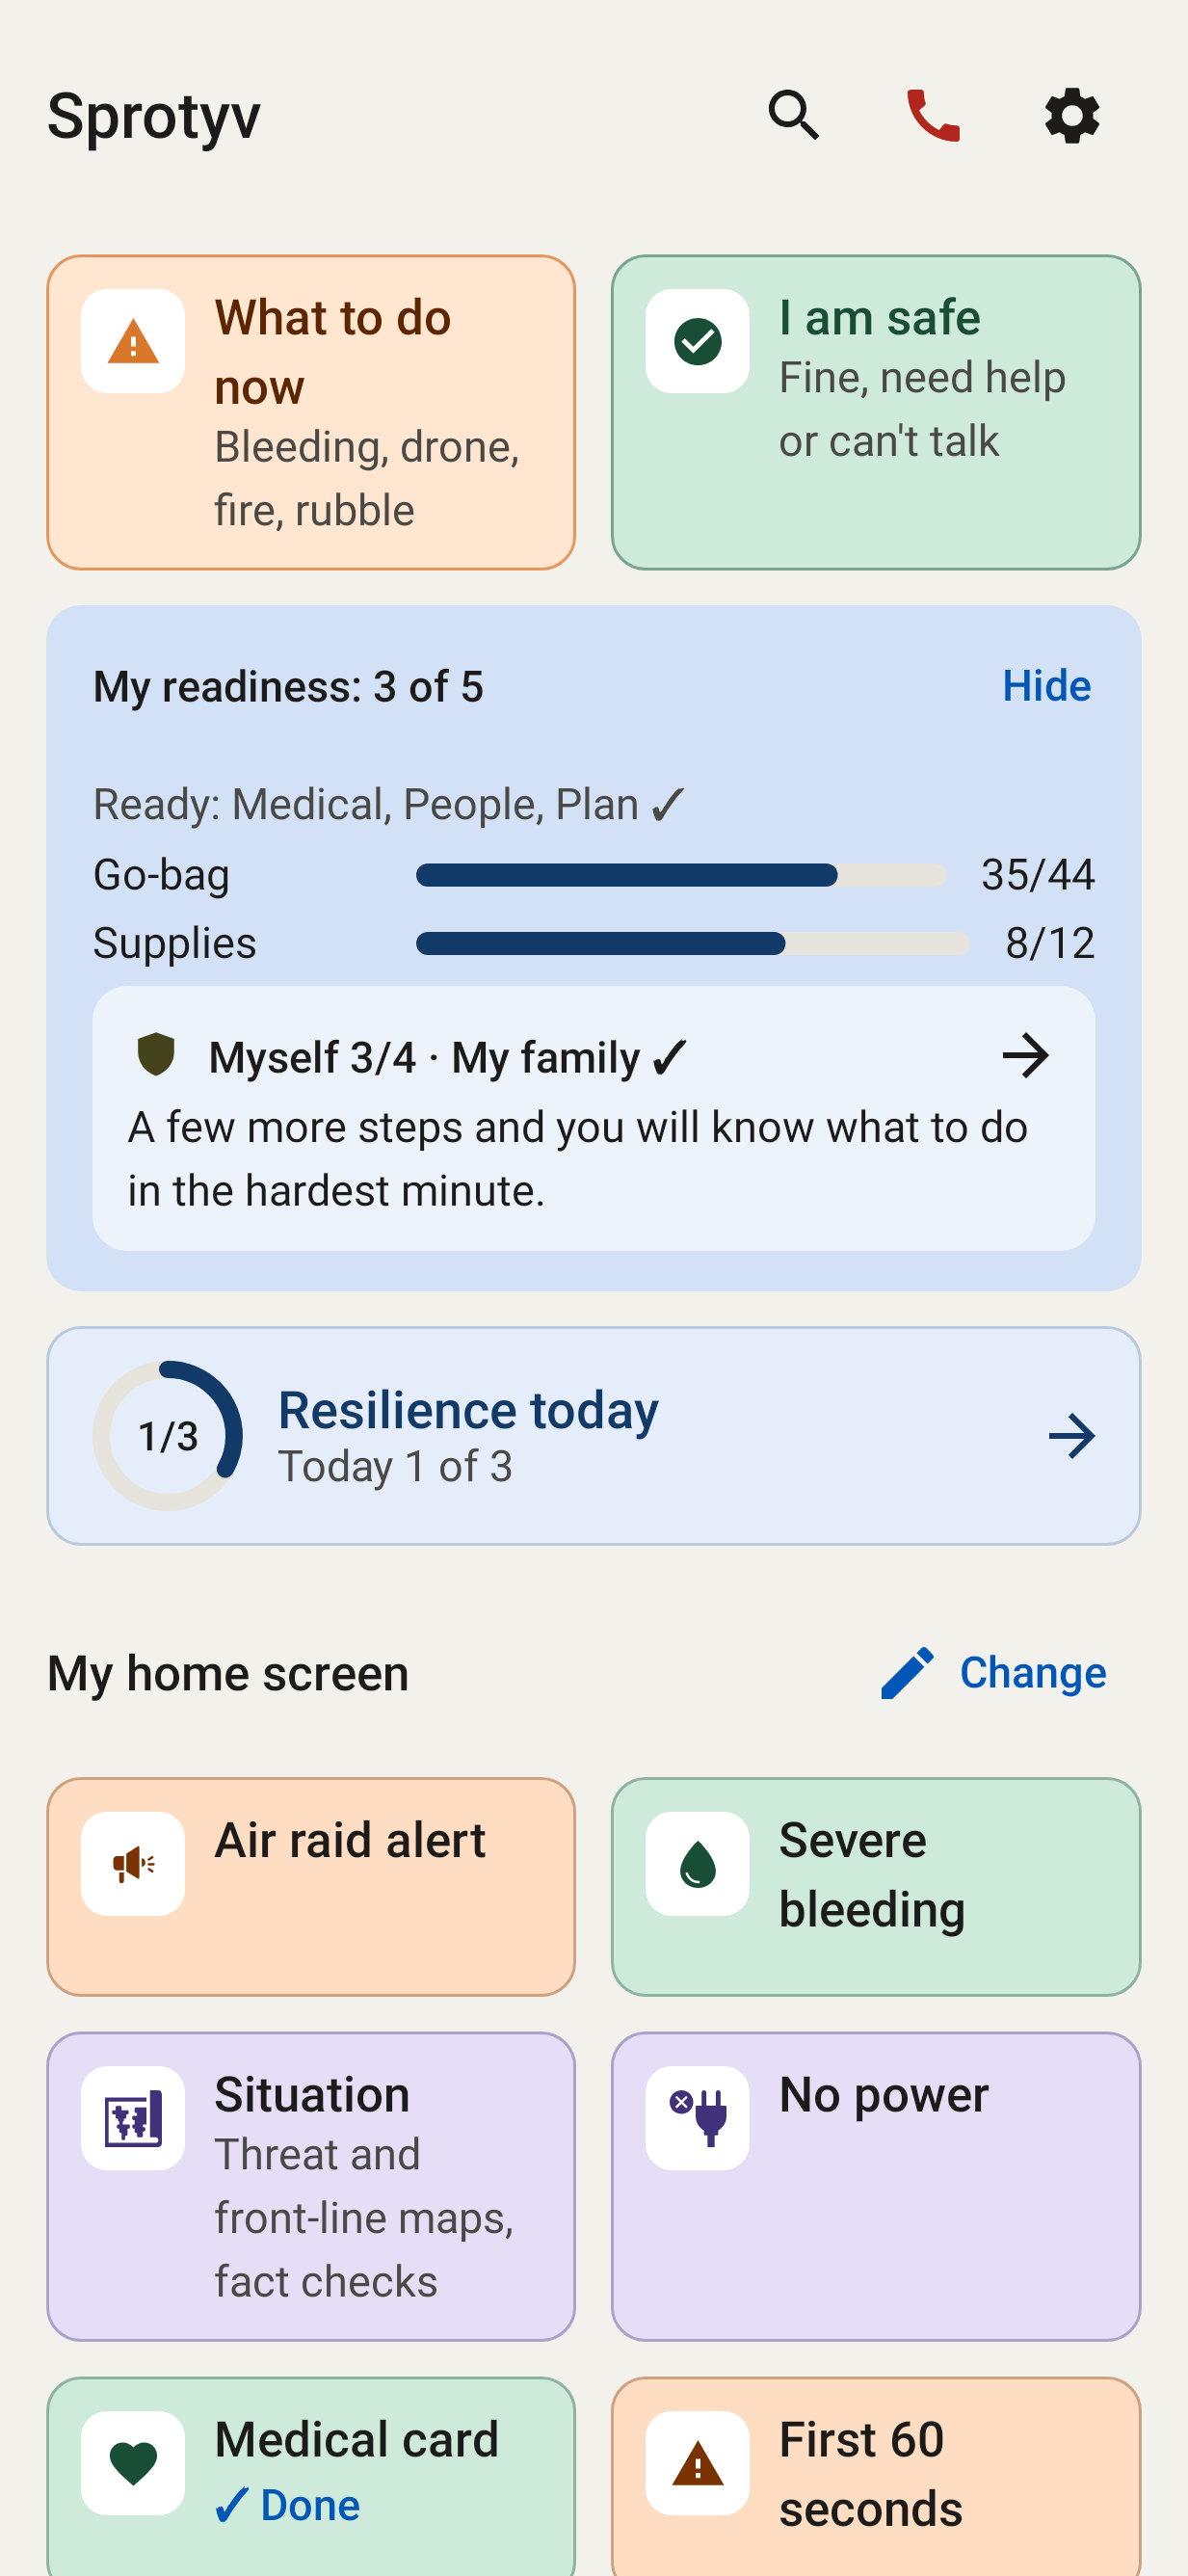 Sprotyv
What to do
now
Bleeding, drone,
fire, rubble
I am safe
Fine, need help
or can't talk
My readiness: 3 of 5
Hide
Ready: Medical, People, Plan ✓
Go-bag 35/44
Supplies 8/12
Myself 3/4 · My family ✓
A few more steps and you will know what to do
in the hardest minute.
1/3
Resilience today
Today 1 of 3
My home screen
Change
Air raid alert
Severe
bleeding
Situation
Threat and
front-line maps,
fact checks
No power
Medical card
✓ Done
First 60
seconds